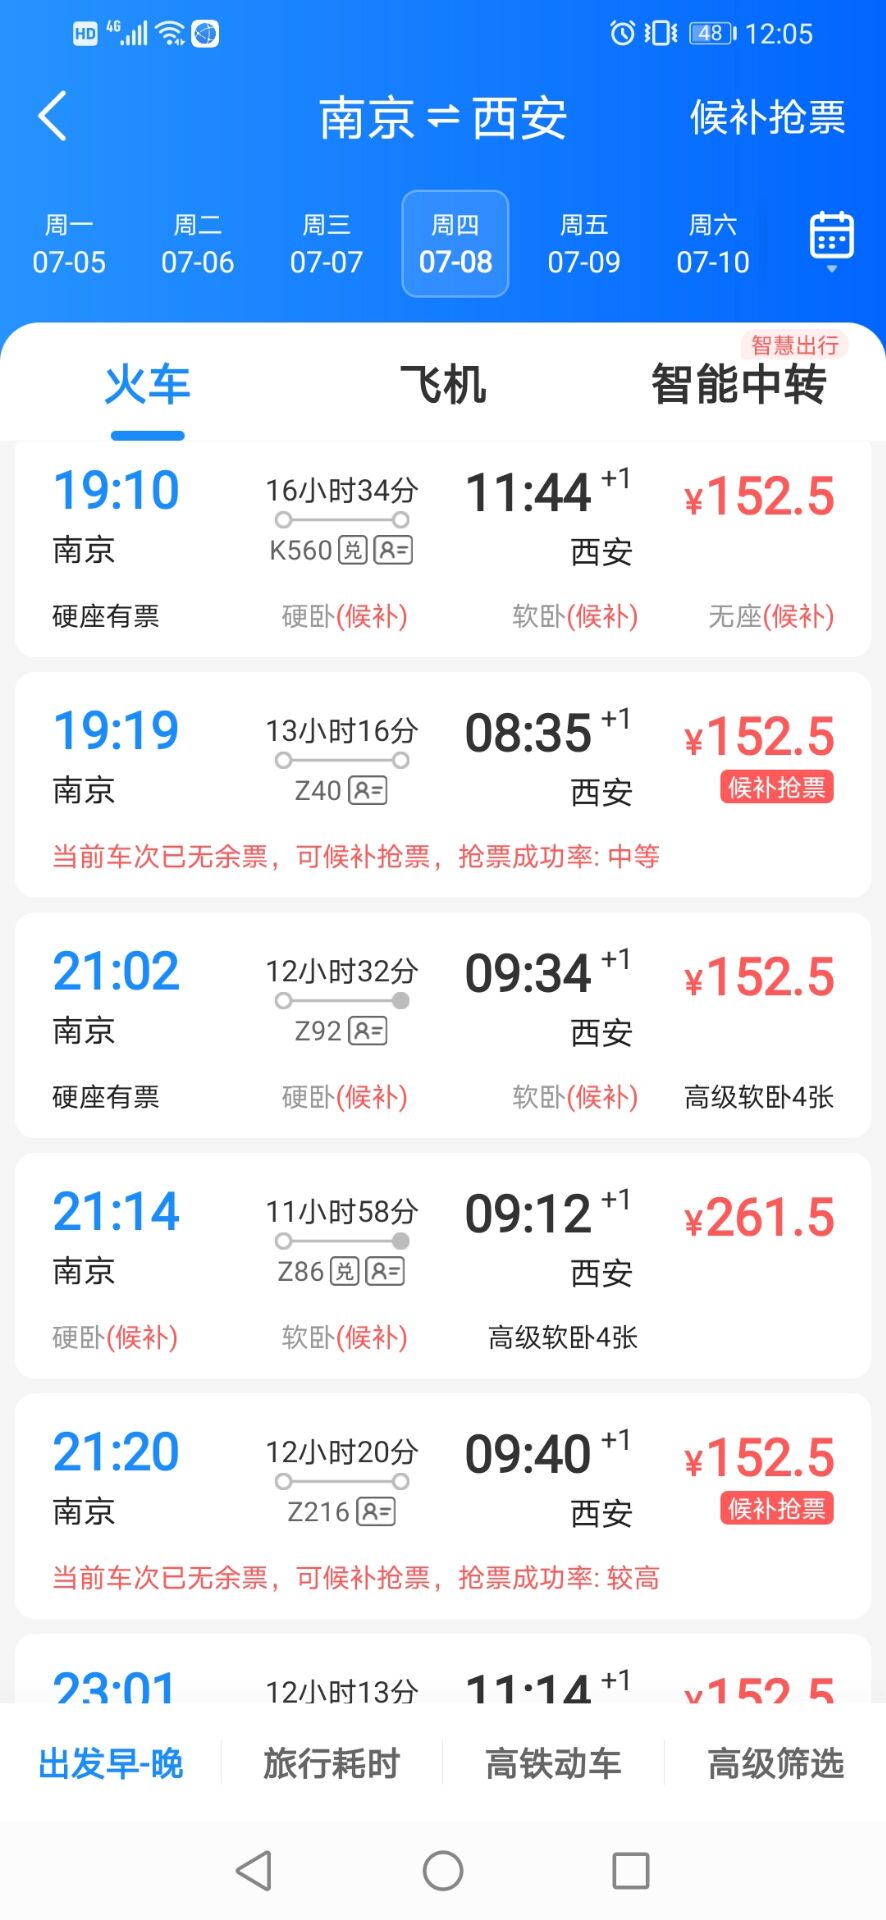 HD 4G 48 12:05
南京⇌西安 候补抢票
周一 周二 周三 周四 周五 周六
07-05 07-06 07-07 07-08 07-09 07-10
智慧出行
火车 飞机 智能中转
19:10 16小时34分 11:44 +1 ¥152.5
南京 K560 兑 西安
硬座有票 硬卧(候补) 软卧(候补) 无座(候补)
19:19 13小时16分 08:35 +1 ¥152.5
南京 Z40 西安 候补抢票
当前车次已无余票，可候补抢票，抢票成功率: 中等
21:02 12小时32分 09:34 +1 ¥152.5
南京 Z92 西安
硬座有票 硬卧(候补) 软卧(候补) 高级软卧4张
21:14 11小时58分 09:12 +1 ¥261.5
南京 Z86 兑 西安
硬卧(候补) 软卧(候补) 高级软卧4张
21:20 12小时20分 09:40 +1 ¥152.5
南京 Z216 西安 候补抢票
当前车次已无余票，可候补抢票，抢票成功率: 较高
23:01 12小时13分 11:14 +1 ¥152.5
出发早-晚 旅行耗时 高铁动车 高级筛选